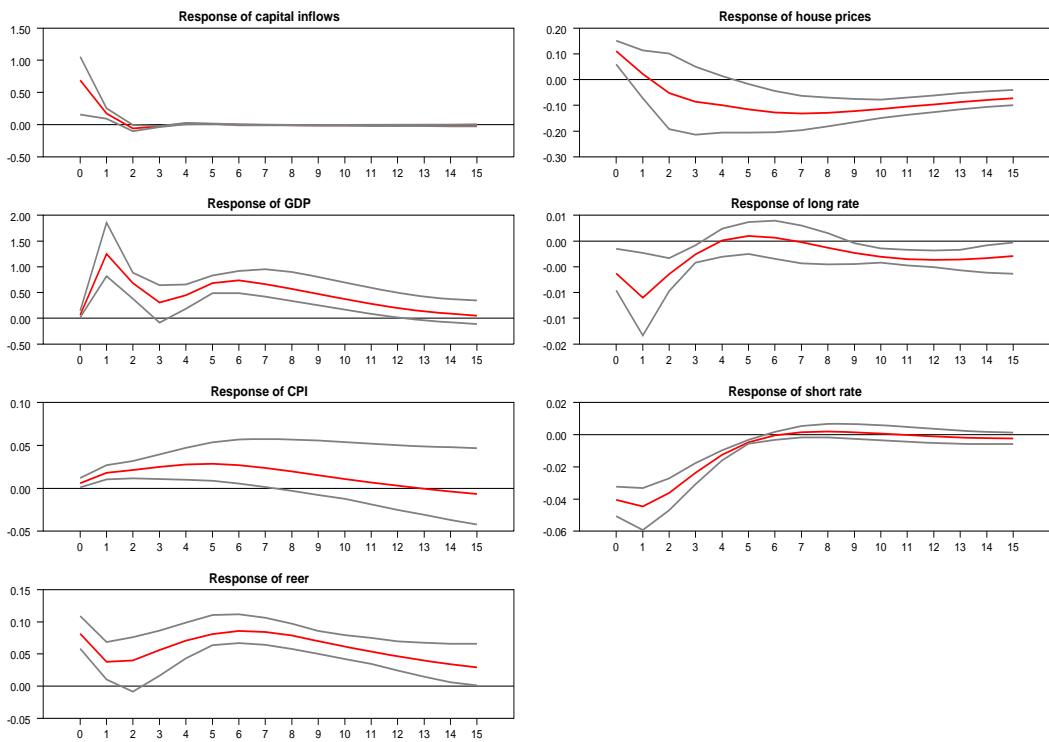 Response of capital inflows
1.50
1.00
0.50
0.00
-0.50
0 1 2 3 4 5 6 7 8 9 10 11 12 13 14 15
Response of house prices
0.20
0.10
0.00
-0.10
-0.20
-0.30
0 1 2 3 4 5 6 7 8 9 10 11 12 13 14 15
Response of GDP
2.00
1.50
1.00
0.50
0.00
-0.50
0 1 2 3 4 5 6 7 8 9 10 11 12 13 14 15
Response of long rate
0.01
0.00
-0.01
-0.01
-0.02
0 1 2 3 4 5 6 7 8 9 10 11 12 13 14 15
Response of CPI
0.10
0.05
0.00
-0.05
0 1 2 3 4 5 6 7 8 9 10 11 12 13 14 15
Response of short rate
0.02
0.00
-0.02
-0.04
-0.06
0 1 2 3 4 5 6 7 8 9 10 11 12 13 14 15
Response of reer
0.15
0.10
0.05
0.00
-0.05
0 1 2 3 4 5 6 7 8 9 10 11 12 13 14 15